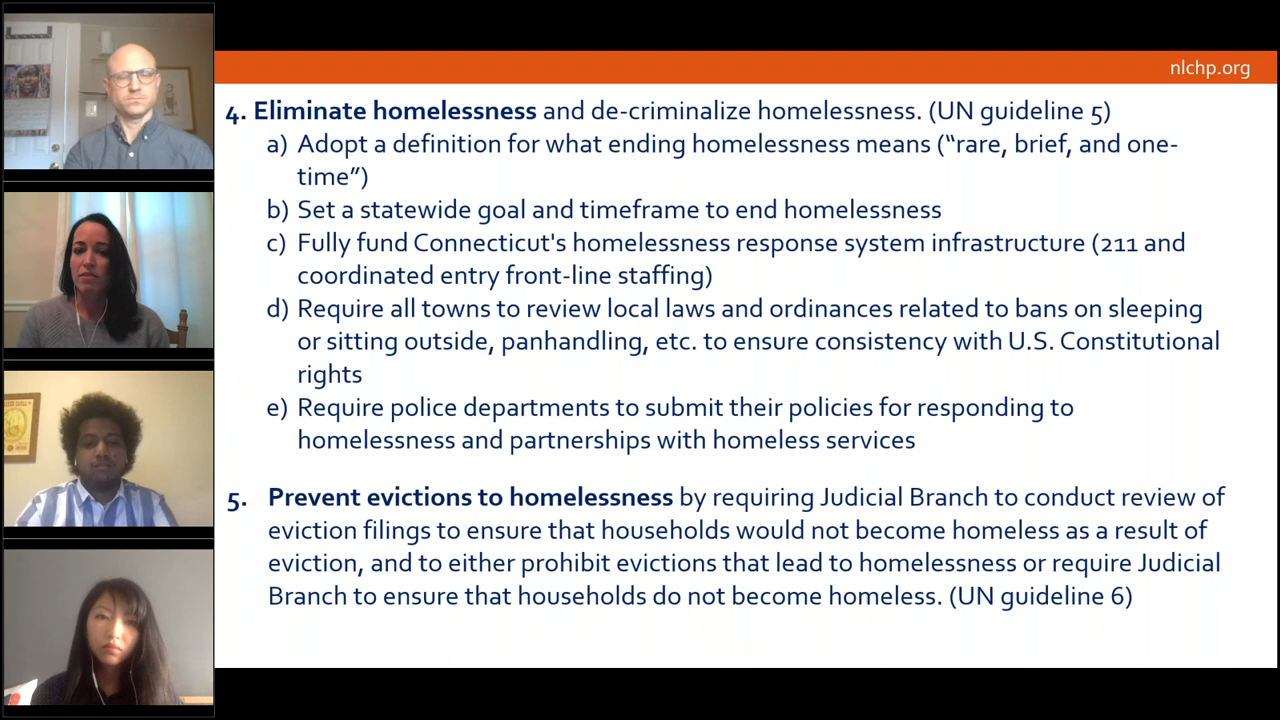 nlchp.org
4. Eliminate homelessness and de-criminalize homelessness. (UN guideline 5)
a) Adopt a definition for what ending homelessness means (“rare, brief, and one-
time”)
b) Set a statewide goal and timeframe to end homelessness
c) Fully fund Connecticut's homelessness response system infrastructure (211 and
coordinated entry front-line staffing)
d) Require all towns to review local laws and ordinances related to bans on sleeping
or sitting outside, panhandling, etc. to ensure consistency with U.S. Constitutional
rights
e) Require police departments to submit their policies for responding to
homelessness and partnerships with homeless services
5. Prevent evictions to homelessness by requiring Judicial Branch to conduct review of
eviction filings to ensure that households would not become homeless as a result of
eviction, and to either prohibit evictions that lead to homelessness or require Judicial
Branch to ensure that households do not become homeless. (UN guideline 6)